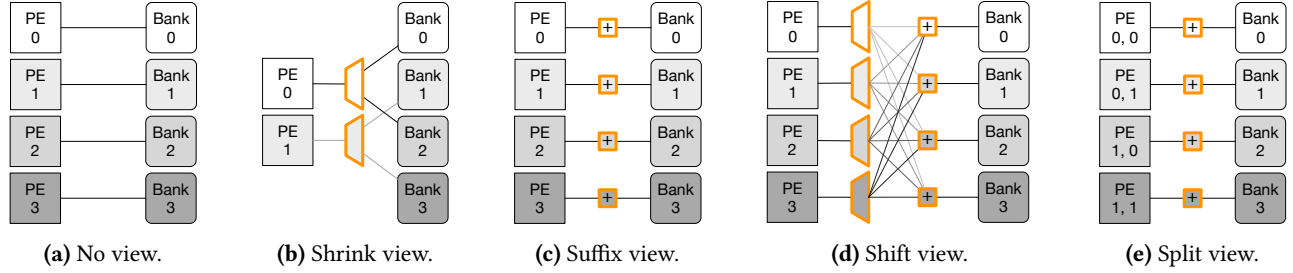 PE
0
Bank
0
PE
1
Bank
1
PE
2
Bank
2
PE
3
Bank
3
(a) No view.
PE
0
PE
1
Bank
0
Bank
1
Bank
2
Bank
3
(b) Shrink view.
PE
0
+
Bank
0
PE
1
+
Bank
1
PE
2
+
Bank
2
PE
3
+
Bank
3
(c) Suffix view.
PE
0
+
Bank
0
PE
1
+
Bank
1
PE
2
+
Bank
2
PE
3
+
Bank
3
(d) Shift view.
PE
0, 0
+
Bank
0
PE
0, 1
+
Bank
1
PE
1, 0
+
Bank
2
PE
1, 1
+
Bank
3
(e) Split view.